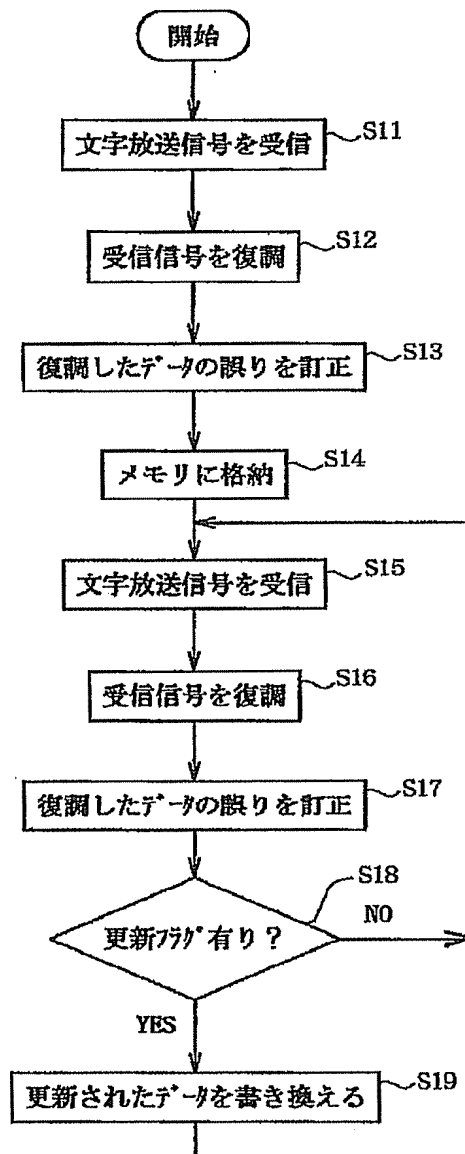 開始
文字放送信号を受信
S11
受信信号を復調
S12
復調したデータの誤りを訂正
S13
メモリに格納
S14
文字放送信号を受信
S15
受信信号を復調
S16
復調したデータの誤りを訂正
S17
更新フラグ有り？
S18
NO
YES
更新されたデータを書き換える
S19